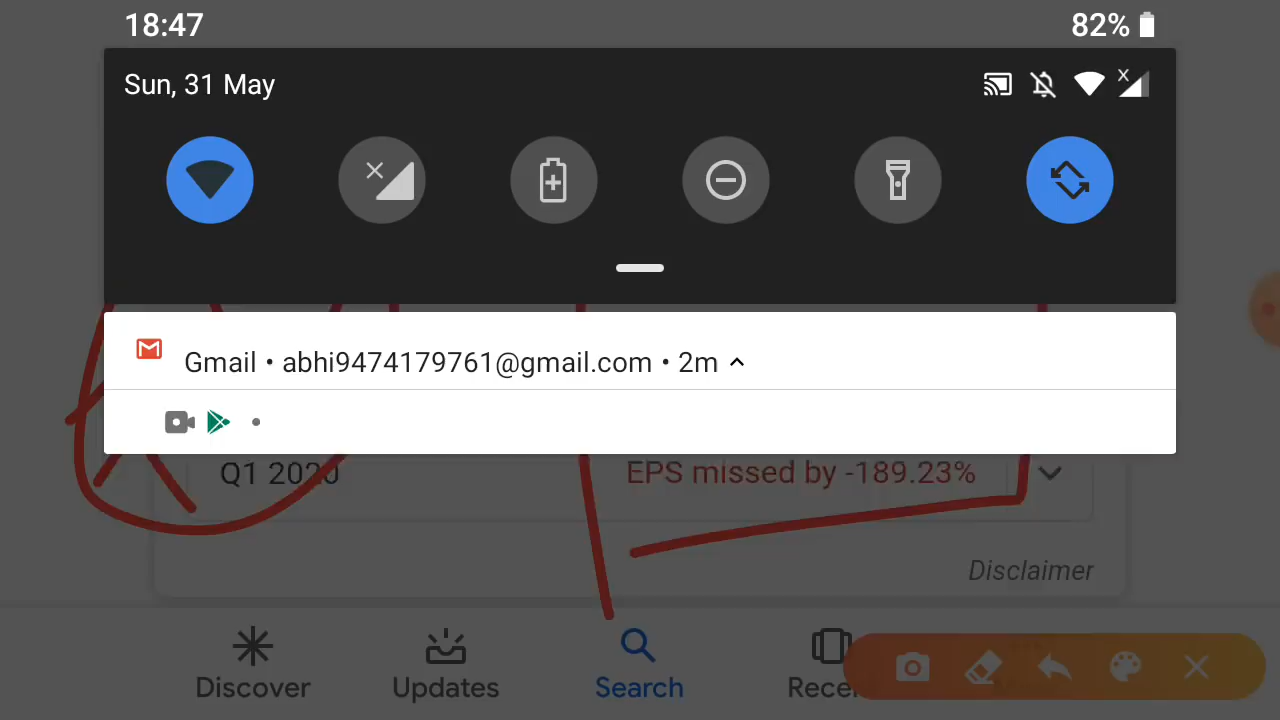 18:47 82%
Sun, 31 May
Gmail • abhi9474179761@gmail.com • 2m
Q1 2020 EPS missed by -189.23%
Disclaimer
Discover Updates Search